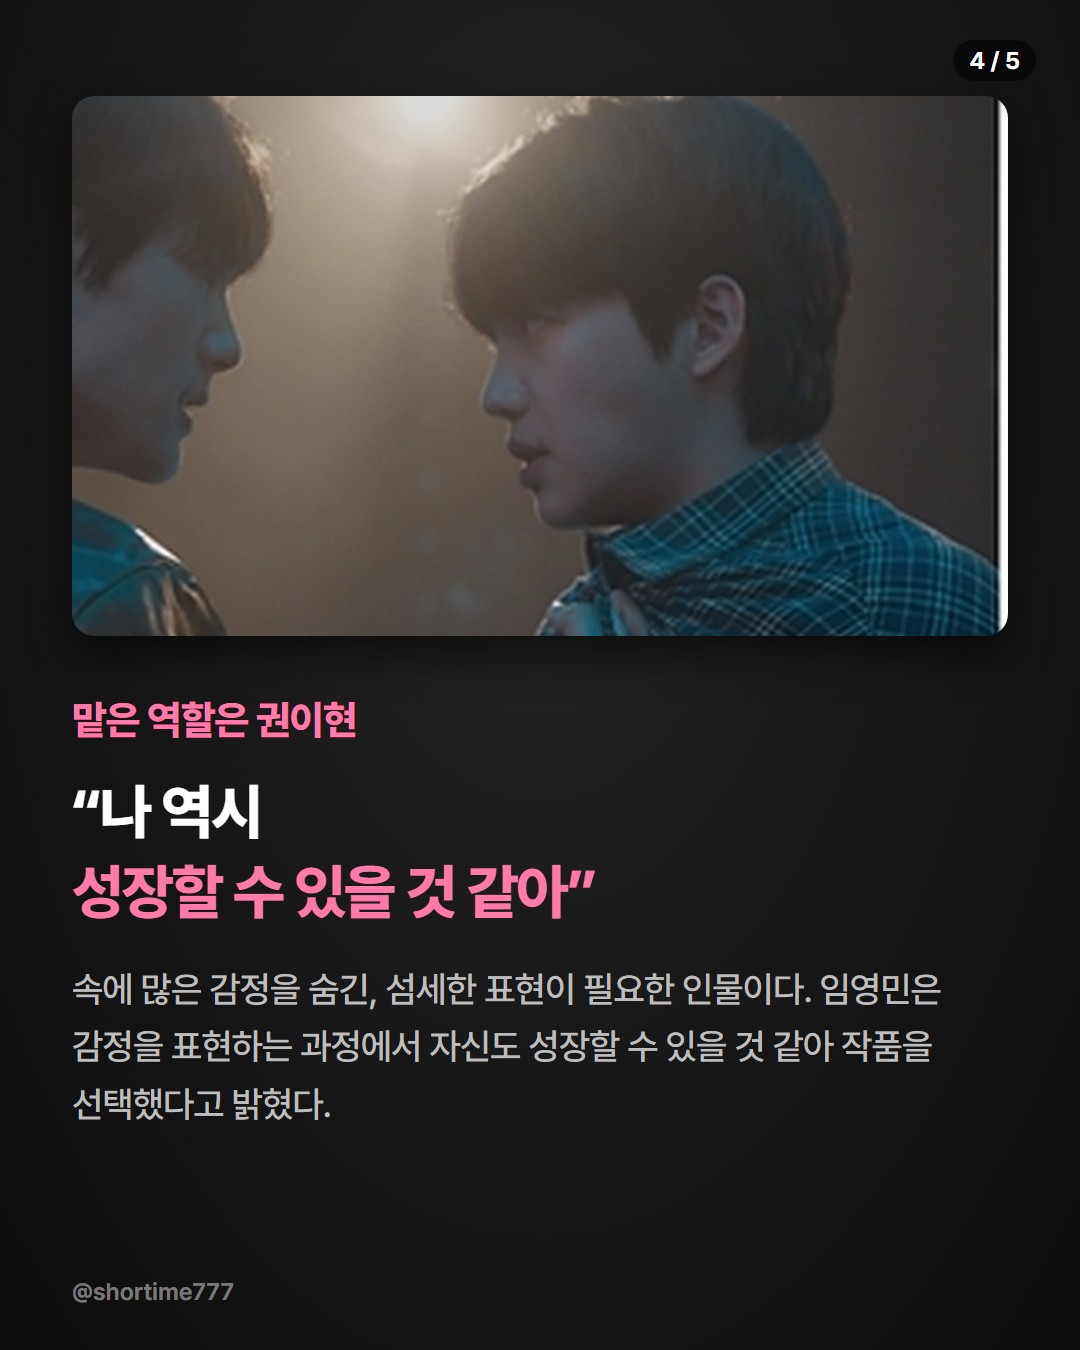 4 / 5
맡은 역할은 권이현
“나 역시
성장할 수 있을 것 같아”
속에 많은 감정을 숨긴, 섬세한 표현이 필요한 인물이다. 임영민은
감정을 표현하는 과정에서 자신도 성장할 수 있을 것 같아 작품을
선택했다고 밝혔다.
@shortime777